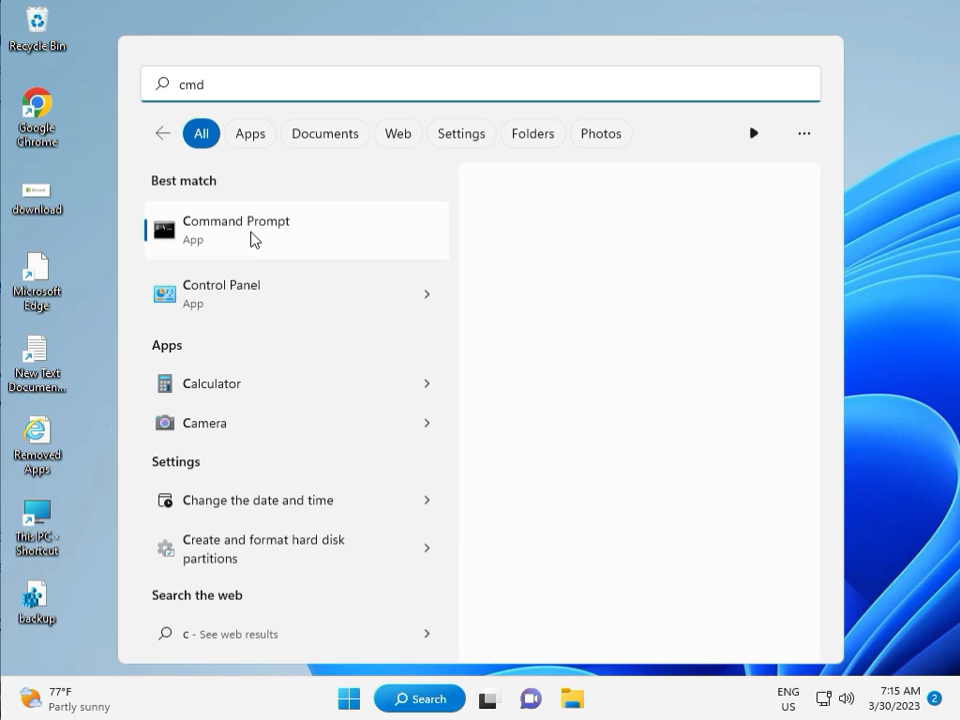 Recycle Bin
Google
Chrome
download
Microsoft
Edge
New Text
Documen...
Removed
Apps
This PC -
Shortcut
backup
cmd
All
Apps
Documents
Web
Settings
Folders
Photos
Best match
Command Prompt
App
Control Panel
App
Apps
Calculator
Camera
Settings
Change the date and time
Create and format hard disk
partitions
Search the web
c - See web results
77°F
Partly sunny
Search
ENG
US
7:15 AM
3/30/2023
2